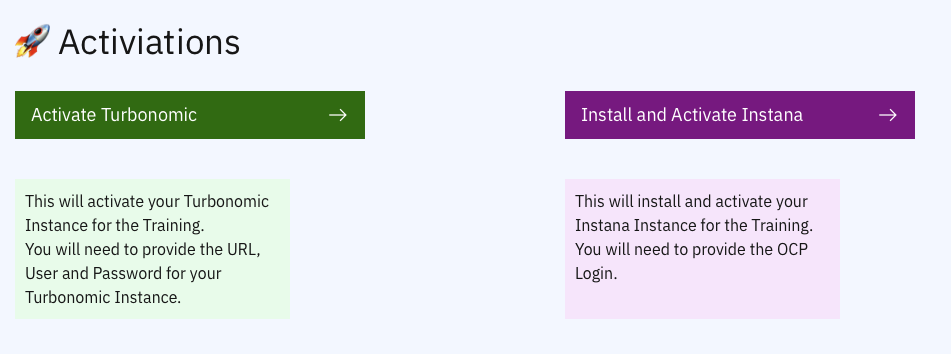 🚀 Activiations
Activate Turbonomic →
Install and Activate Instana →
This will activate your Turbonomic
Instance for the Training.
You will need to provide the URL,
User and Password for your
Turbonomic Instance.
This will install and activate your
Instana Instance for the Training.
You will need to provide the OCP
Login.